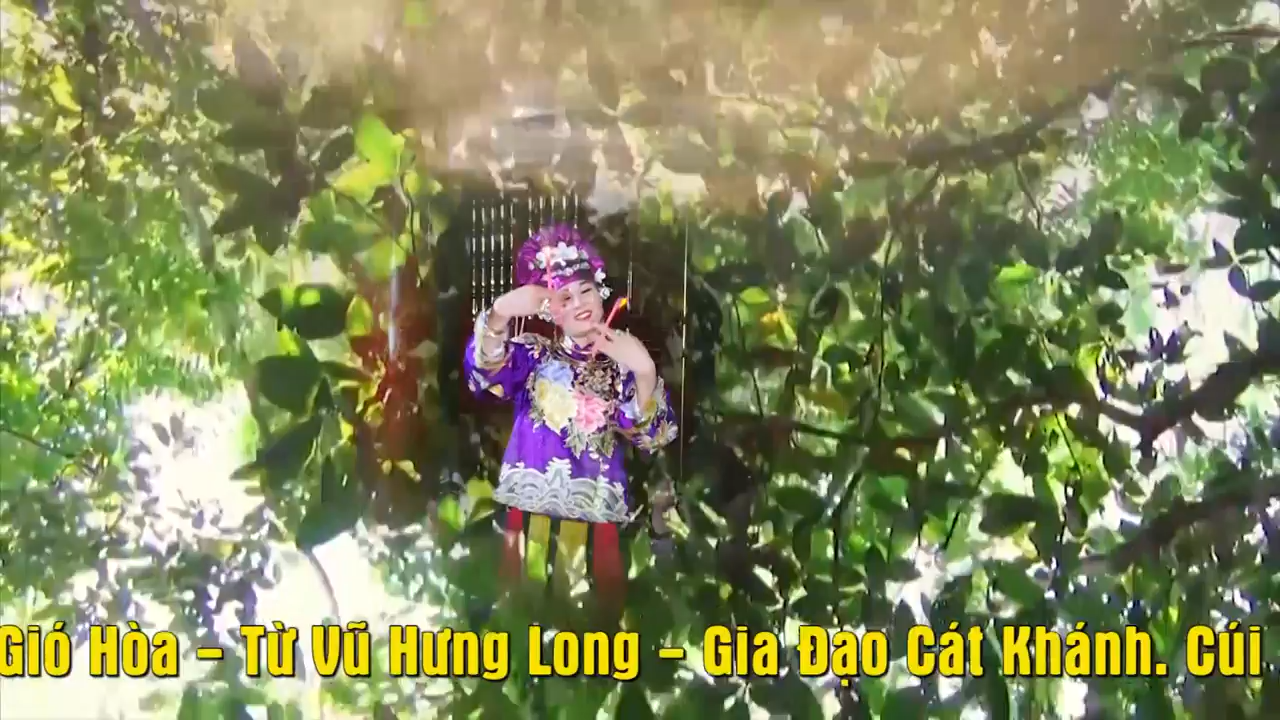 Gió Hòa – Từ Vũ Hưng Long – Gia Đạo Cát Khánh. Cúi